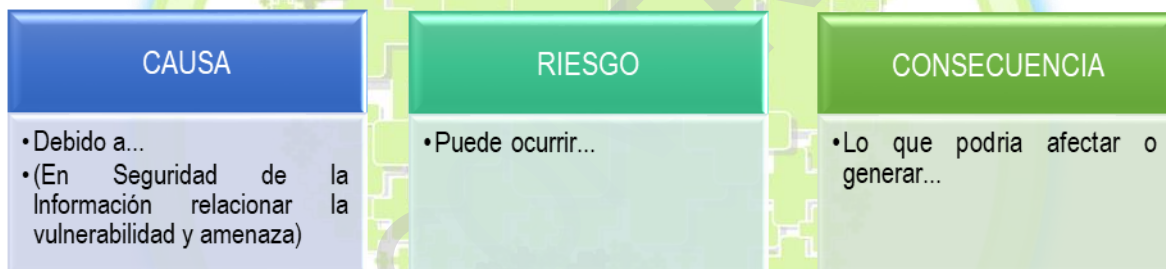 CAUSA
• Debido a...
• (En Seguridad de la
Información relacionar la
vulnerabilidad y amenaza)
RIESGO
• Puede ocurrir...
CONSECUENCIA
• Lo que podria afectar o
generar...